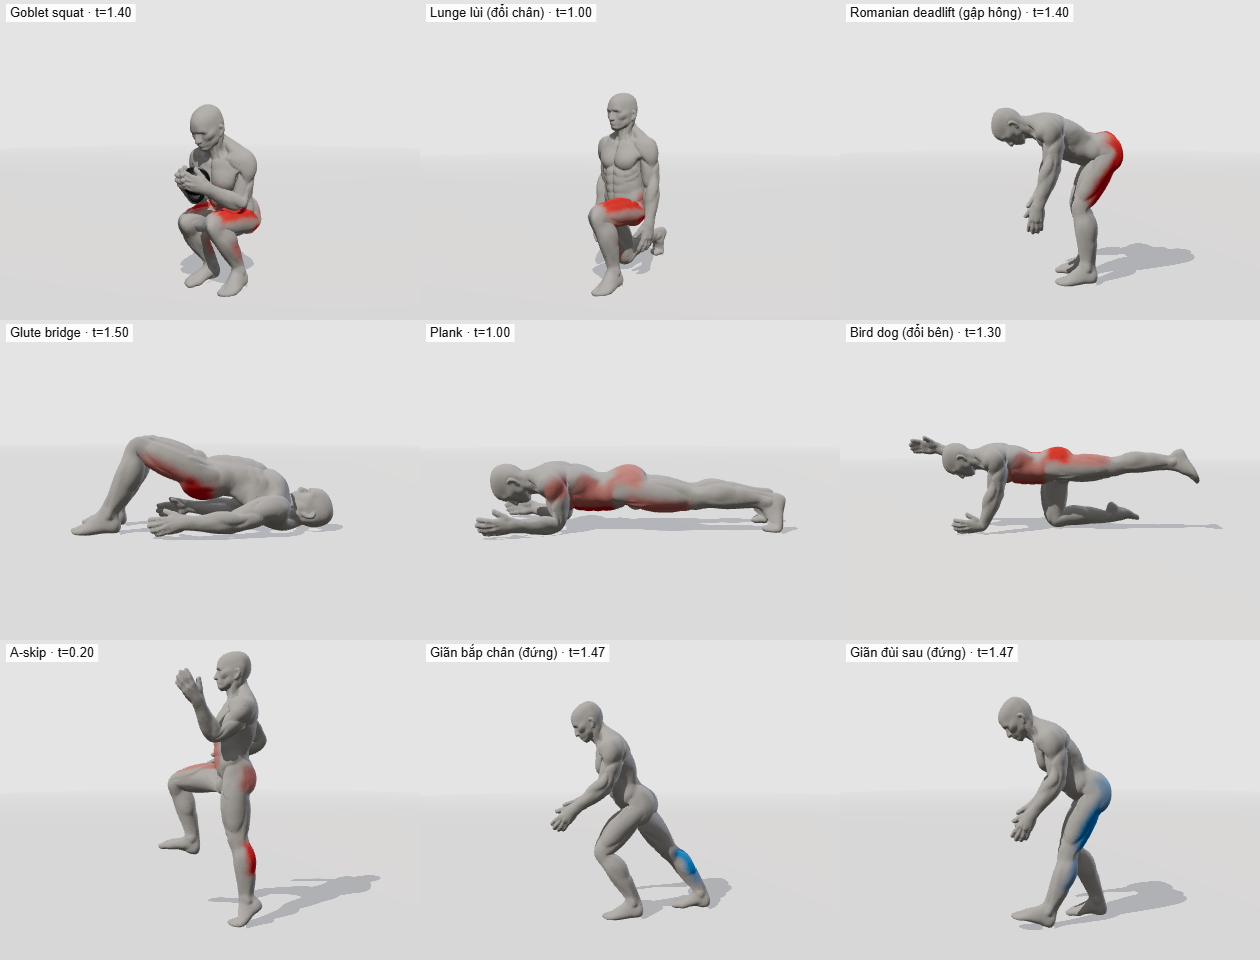 Goblet squat · t=1.40
Lunge lùi (đổi chân) · t=1.00
Romanian deadlift (gập hông) · t=1.40
Glute bridge · t=1.50
Plank · t=1.00
Bird dog (đổi bên) · t=1.30
A-skip · t=0.20
Giãn bắp chân (đứng) · t=1.47
Giãn đùi sau (đứng) · t=1.47